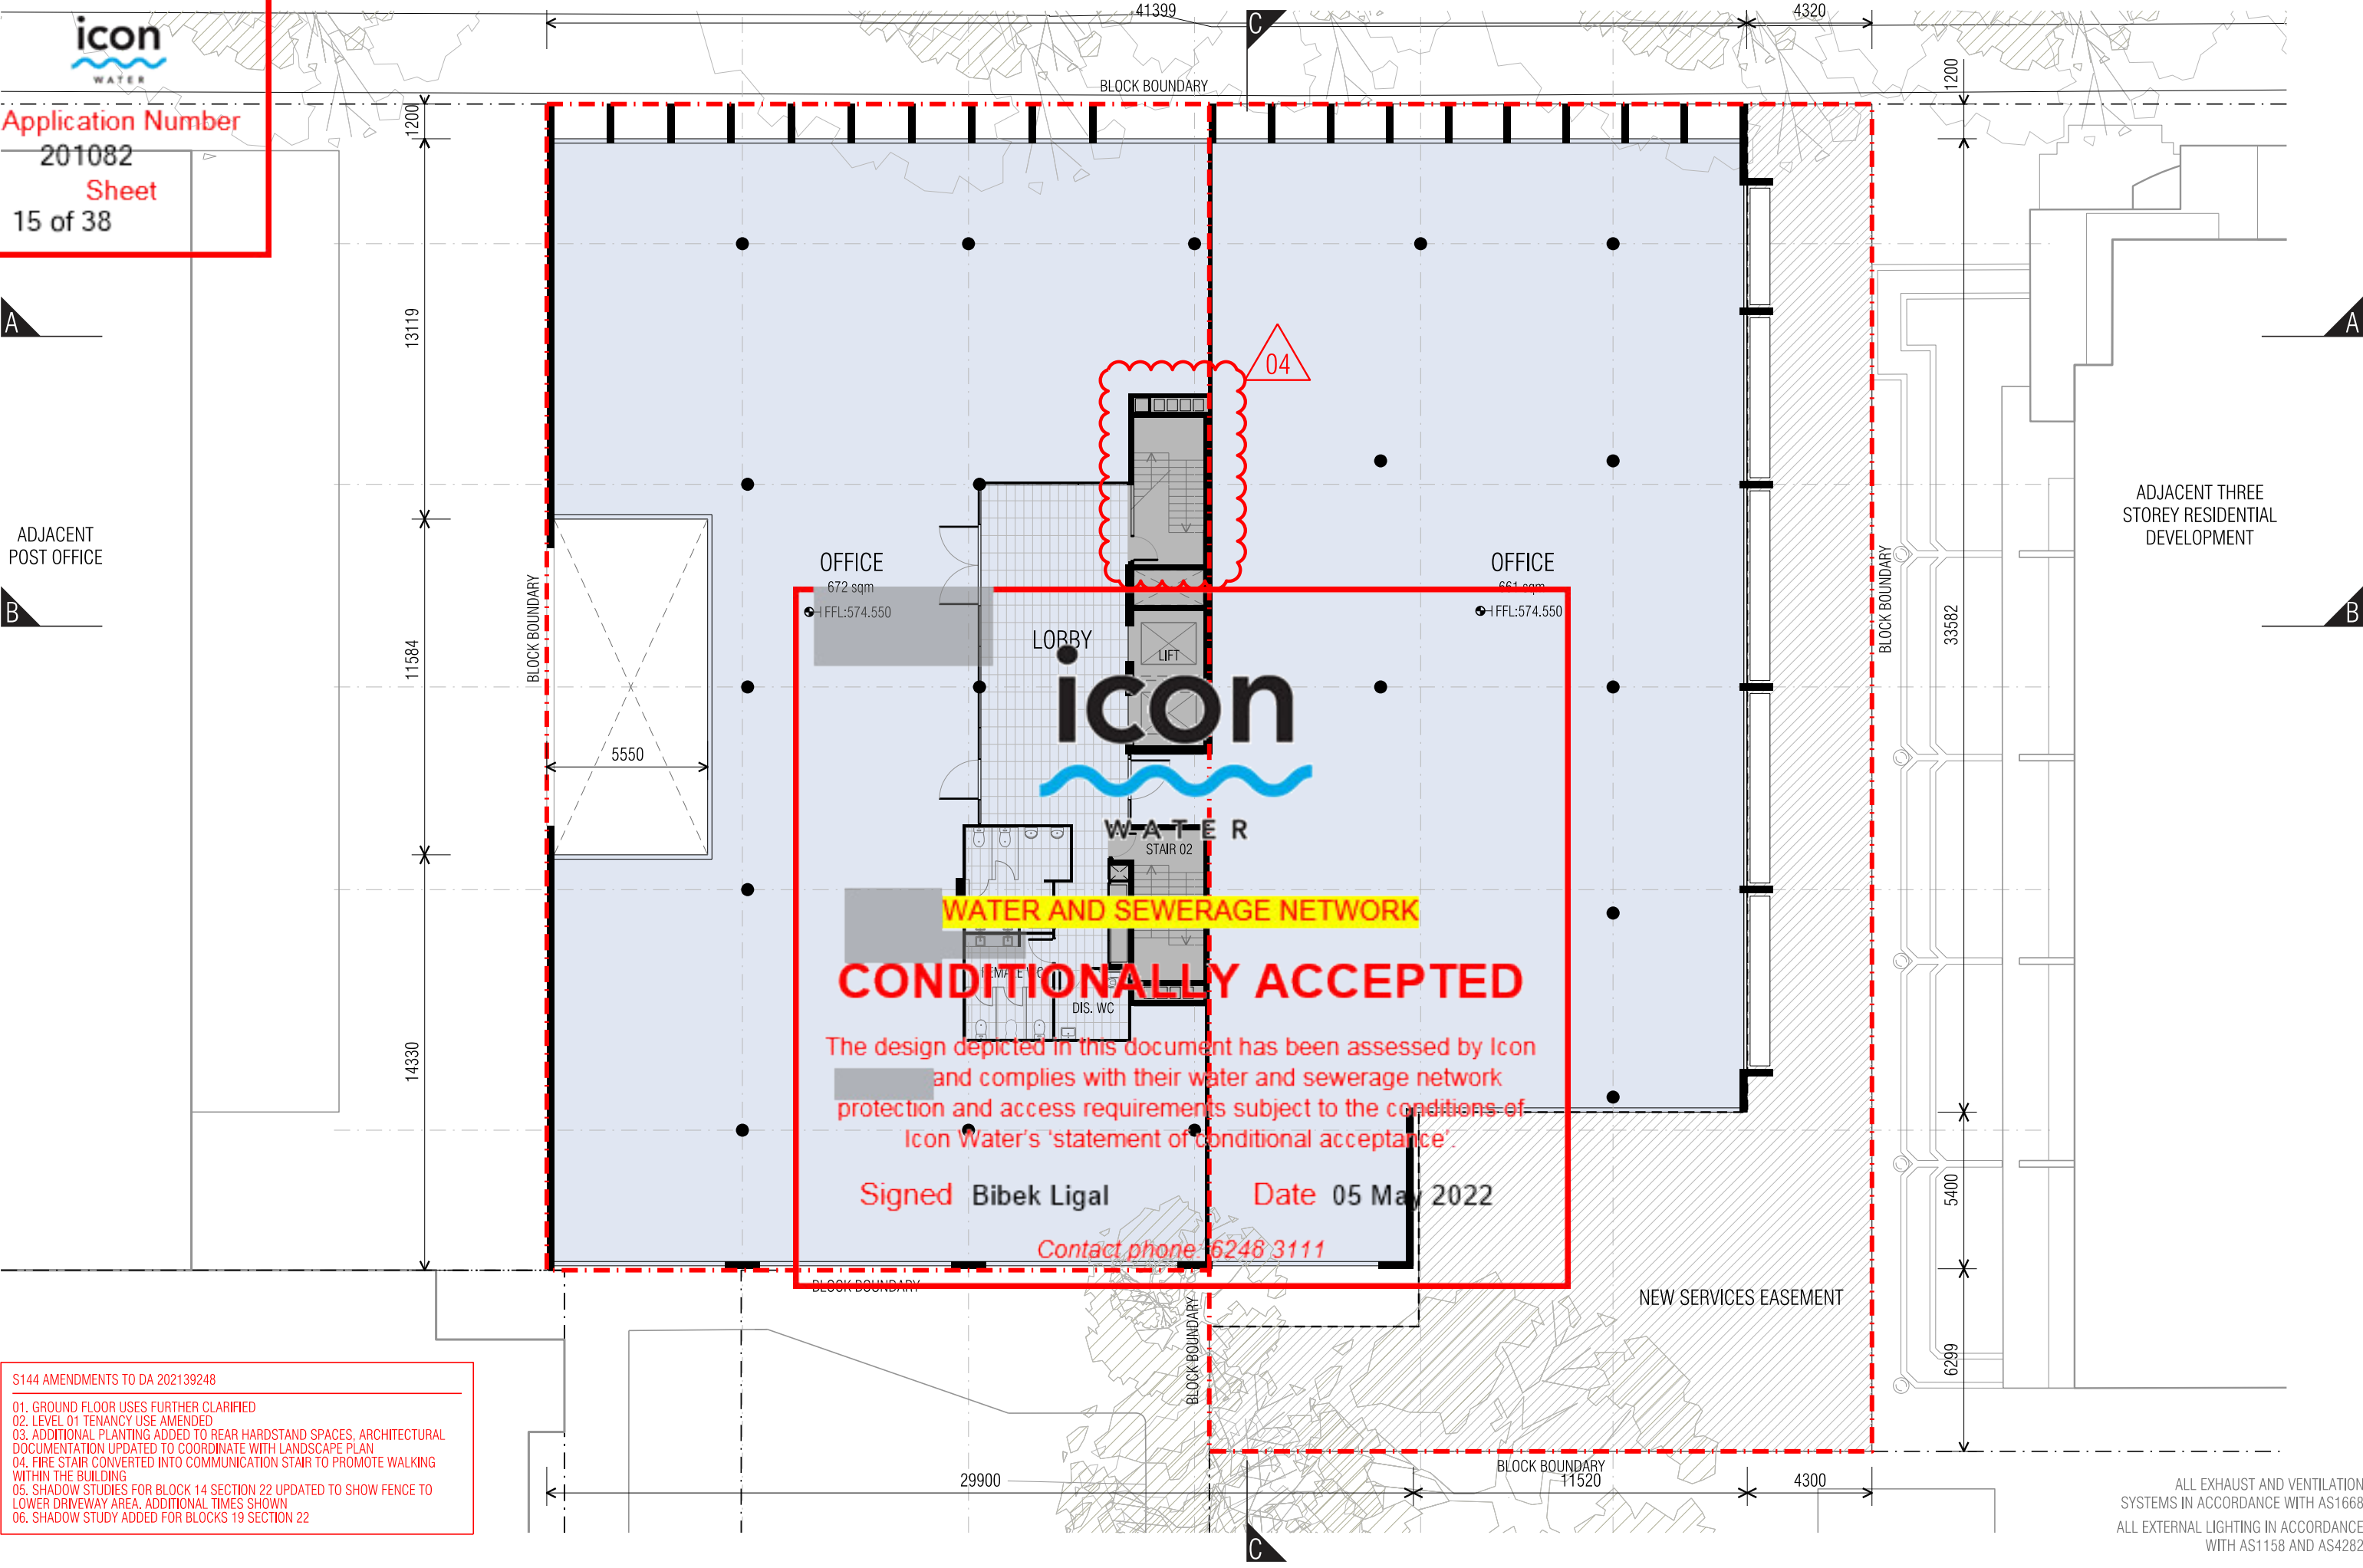 41399
4320
C
icon
WATER
Application Number
201082
Sheet
15 of 38
BLOCK BOUNDARY
1200
1200
A
A
13119
04
ADJACENT
POST OFFICE
ADJACENT THREE
STOREY RESIDENTIAL
DEVELOPMENT
OFFICE
672 sqm
FFL:574.550
OFFICE
661 sqm
FFL:574.550
B
B
BLOCK BOUNDARY
BLOCK BOUNDARY
11584
33582
LOBBY
LIFT
icon
WATER
5550
STAIR 02
WATER AND SEWERAGE NETWORK
FEMALE WC
CONDITIONALLY ACCEPTED
DIS. WC
The design depicted in this document has been assessed by Icon
and complies with their water and sewerage network
protection and access requirements subject to the conditions of
Icon Water's 'statement of conditional acceptance'.
14330
5400
Signed Bibek Ligal Date 05 May 2022
Contact phone: 6248 3111
BLOCK BOUNDARY
NEW SERVICES EASEMENT
BLOCK BOUNDARY
6299
S144 AMENDMENTS TO DA 202139248
01. GROUND FLOOR USES FURTHER CLARIFIED
02. LEVEL 01 TENANCY USE AMENDED
03. ADDITIONAL PLANTING ADDED TO REAR HARDSTAND SPACES, ARCHITECTURAL
DOCUMENTATION UPDATED TO COORDINATE WITH LANDSCAPE PLAN
04. FIRE STAIR CONVERTED INTO COMMUNICATION STAIR TO PROMOTE WALKING
WITHIN THE BUILDING
05. SHADOW STUDIES FOR BLOCK 14 SECTION 22 UPDATED TO SHOW FENCE TO
LOWER DRIVEWAY AREA, ADDITIONAL TIMES SHOWN
06. SHADOW STUDY ADDED FOR BLOCKS 19 SECTION 22
BLOCK BOUNDARY
29900
11520
4300
C
ALL EXHAUST AND VENTILATION
SYSTEMS IN ACCORDANCE WITH AS1668
ALL EXTERNAL LIGHTING IN ACCORDANCE
WITH AS1158 AND AS4282